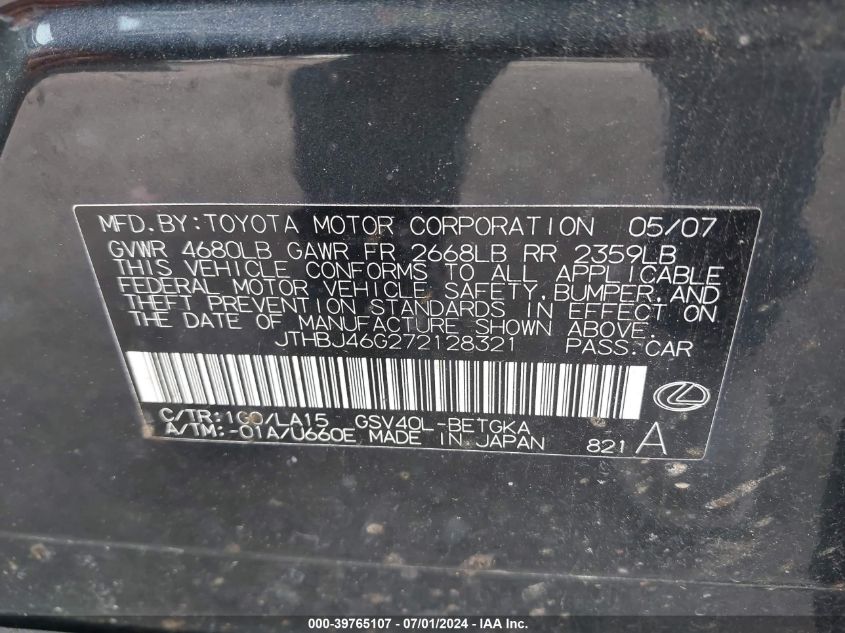 MFD.BY:TOYOTA MOTOR CORPORATION 05/07
GVWR 4680LB GAWR FR 2668LB RR 2359LB
THIS VEHICLE CONFORMS TO ALL APPLICABLE
FEDERAL MOTOR VEHICLE SAFETY,BUMPER,AND
THEFT PREVENTION STANDARDS IN EFFECT ON
THE DATE OF MANUFACTURE SHOWN ABOVE.
JTHBJ46G272128321 PASS.CAR
C/TR:1G0/LA15 GSV40L-BETGKA
A/TM:-01A/U660E MADE IN JAPAN 821 A
000-39765107 - 07/01/2024 - IAA Inc.